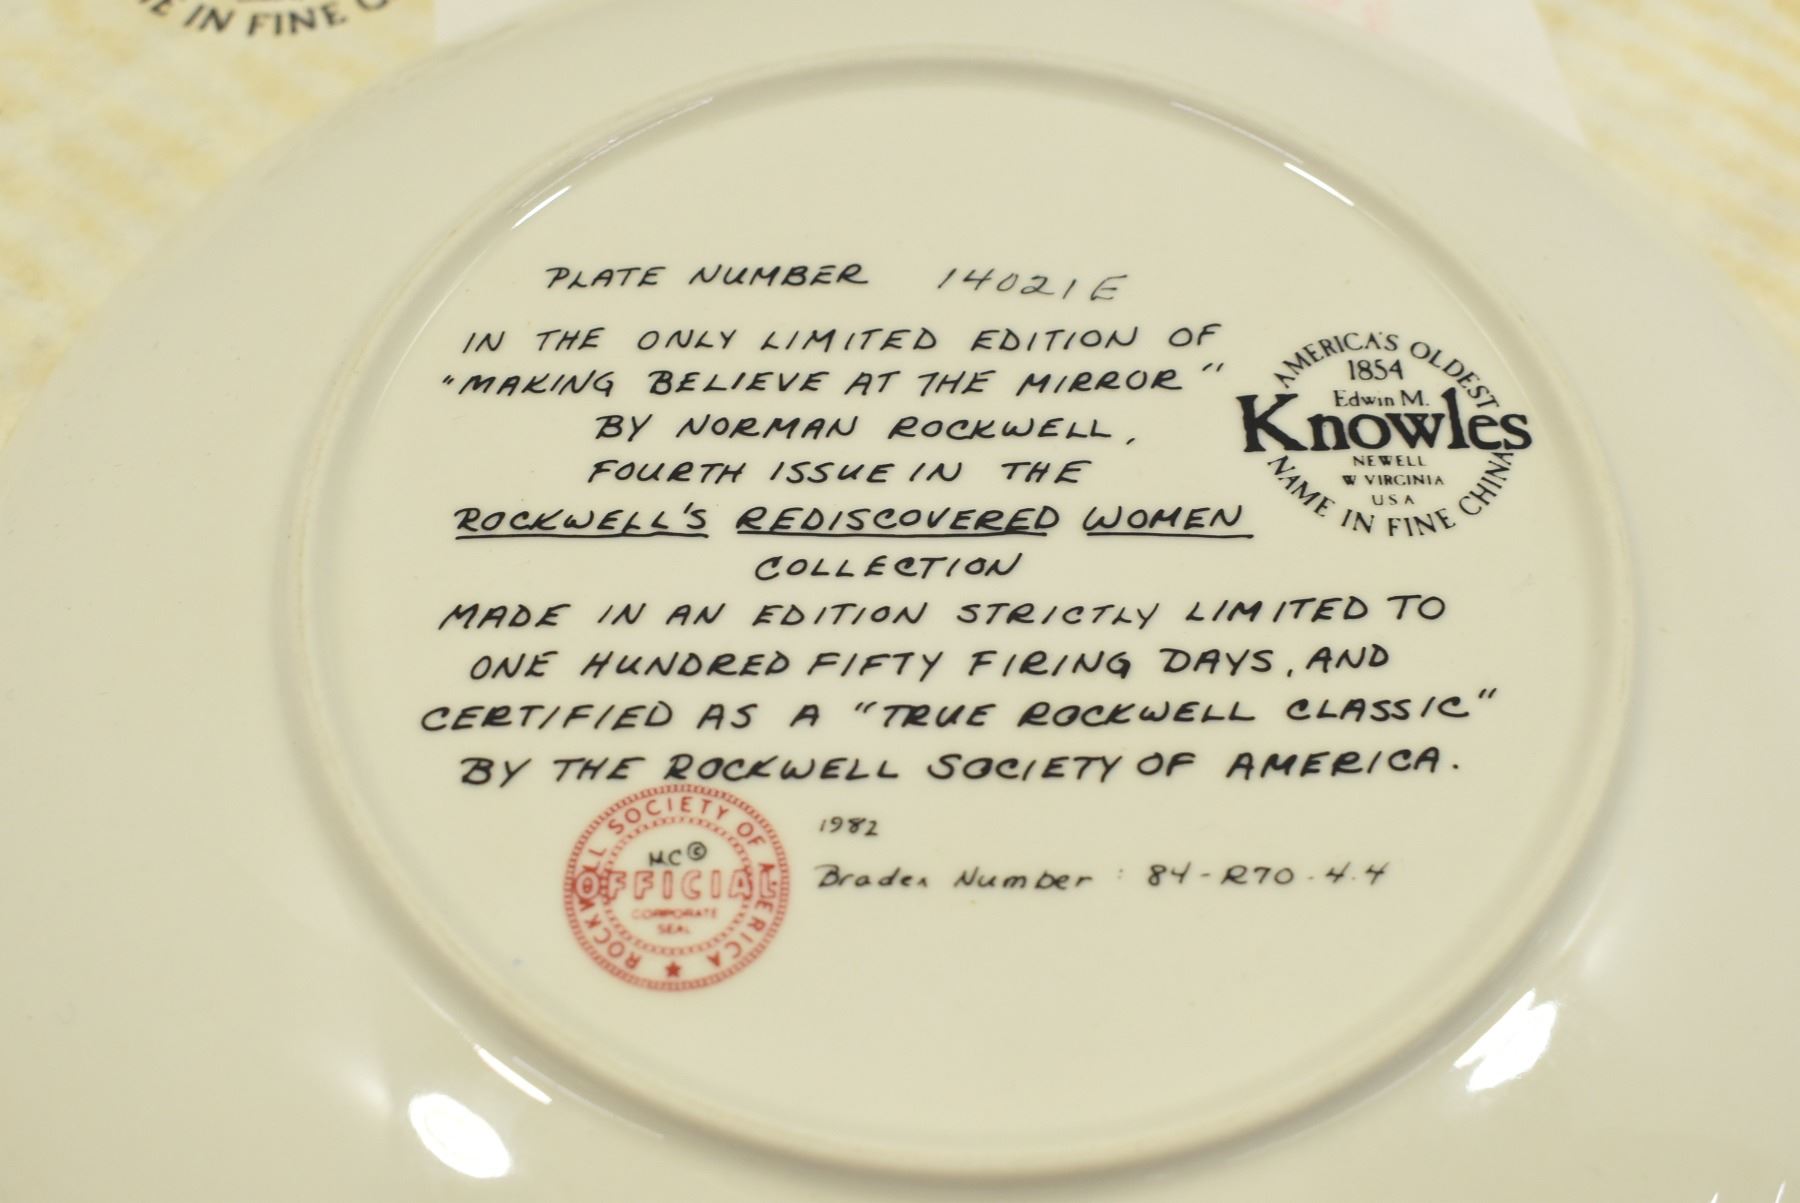 NAME IN FINE
PLATE NUMBER 14021E
IN THE ONLY LIMITED EDITION OF
"MAKING BELIEVE AT THE MIRROR"
BY NORMAN ROCKWELL,
FOURTH ISSUE IN THE
ROCKWELL'S REDISCOVERED WOMEN
COLLECTION
MADE IN AN EDITION STRICTLY LIMITED TO
ONE HUNDRED FIFTY FIRING DAYS, AND
CERTIFIED AS A "TRUE ROCKWELL CLASSIC"
BY THE ROCKWELL SOCIETY OF AMERICA.
AMERICA'S OLDEST
1854
Edwin M.
Knowles
NEWELL
W VIRGINIA
USA
NAME IN FINE CHINA
ROCKWELL SOCIETY OF AMERICA
M.C ©
OFFICIAL
CORPORATE
SEAL
1982
Bradex Number: 84-R70-4.4